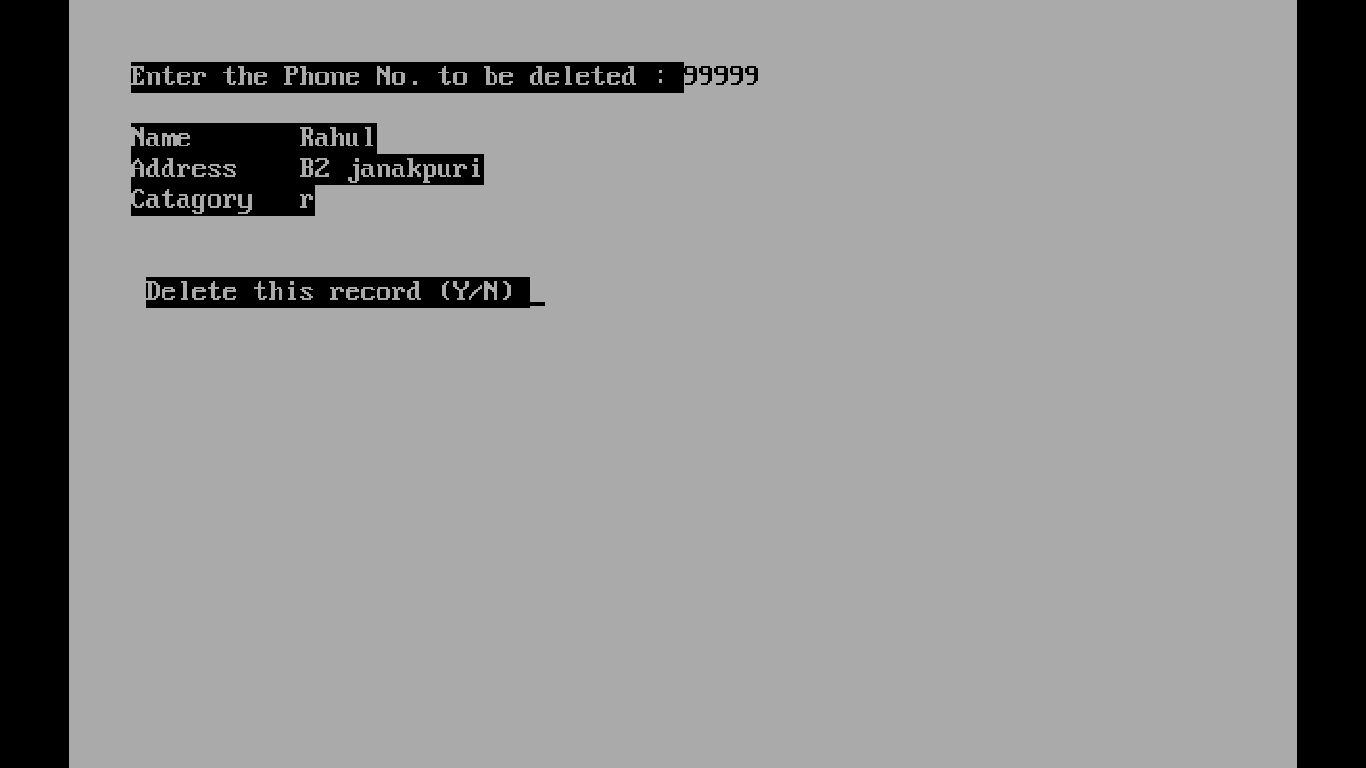 Enter the Phone No. to be deleted : 99999
Name Rahul
Address B2 janakpuri
Catagory r
Delete this record (Y/N) _